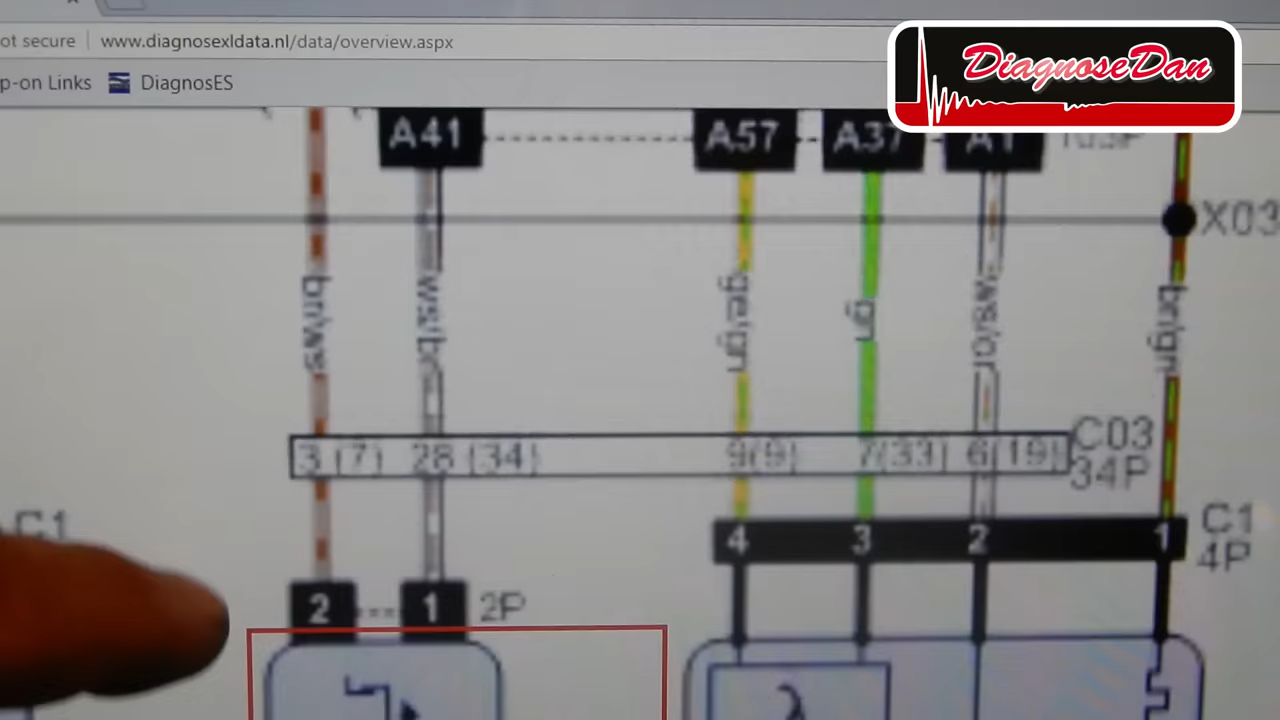 ot secure www.diagnosexldata.nl/data/overview.aspx
p-on Links DiagnosES
DiagnoseDan
A41 A57 A37 A1
X03
br/ws ws/br ge/gn gn ws/or br/gn
3 (7) 28 (34) 9(9) 7(33) 6(19) C03
34P
C1 4 3 2 1 C1
4P
2 1 2P
λ